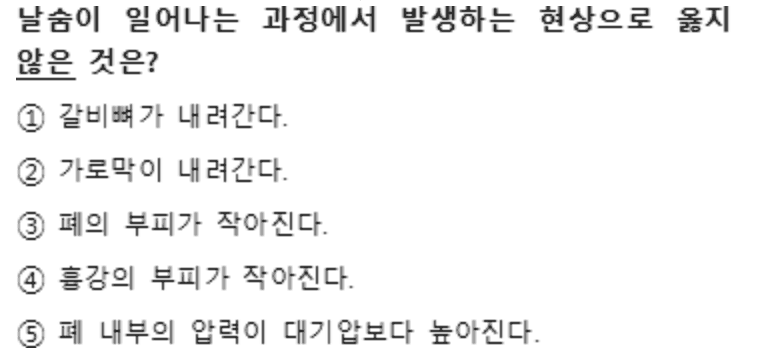 날숨이 일어나는 과정에서 발생하는 현상으로 옳지
않은 것은?
① 갈비뼈가 내려간다.
② 가로막이 내려간다.
③ 폐의 부피가 작아진다.
④ 흉강의 부피가 작아진다.
⑤ 폐 내부의 압력이 대기압보다 높아진다.